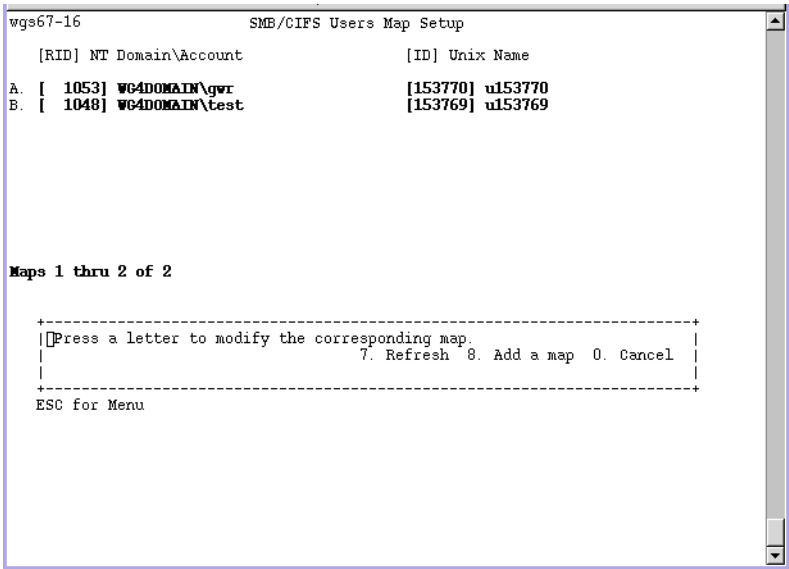 wgs67-16 SMB/CIFS Users Map Setup
[RID] NT Domain\Account [ID] Unix Name
A. [ 1053] WG4DOMAIN\gwr [153770] u153770
B. [ 1048] WG4DOMAIN\test [153769] u153769
Maps 1 thru 2 of 2
Press a letter to modify the corresponding map.
7. Refresh 8. Add a map 0. Cancel
ESC for Menu